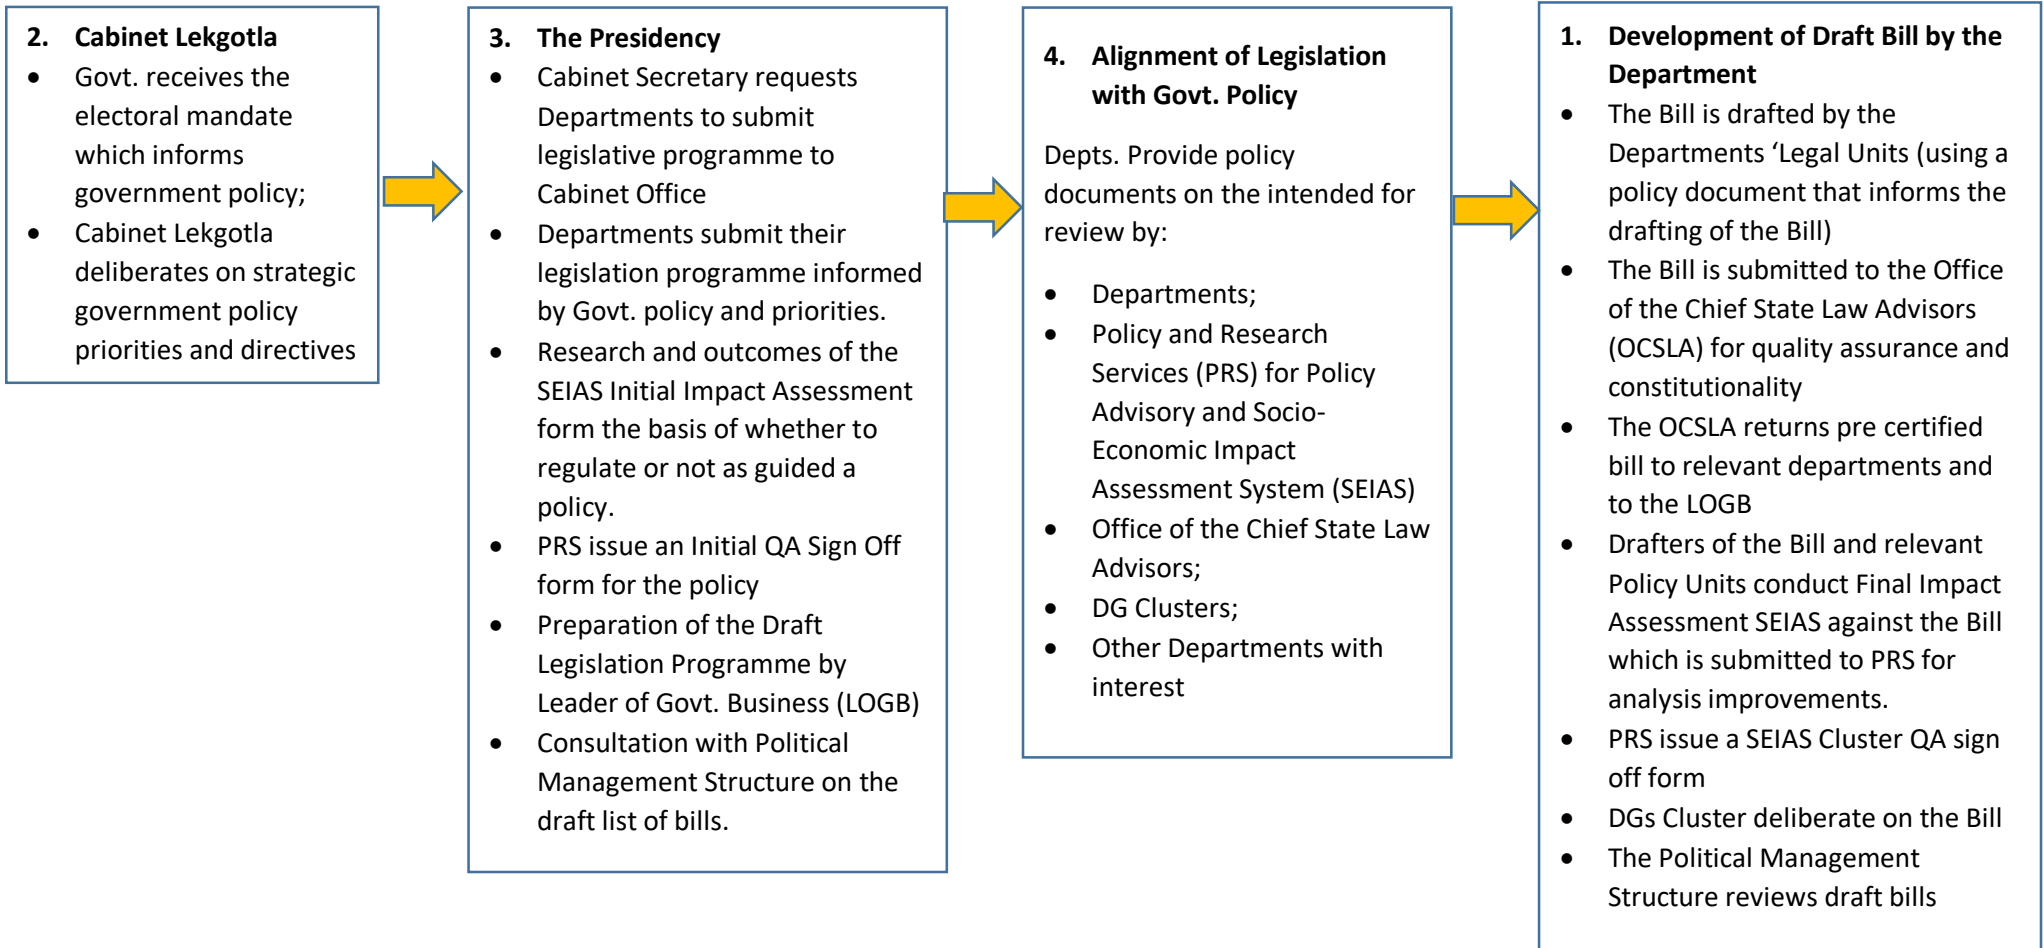 2. Cabinet Lekgotla
• Govt. receives the
electoral mandate
which informs
government policy;
• Cabinet Lekgotla
deliberates on strategic
government policy
priorities and directives
3. The Presidency
• Cabinet Secretary requests
Departments to submit
legislative programme to
Cabinet Office
• Departments submit their
legislation programme informed
by Govt. policy and priorities.
• Research and outcomes of the
SEIAS Initial Impact Assessment
form the basis of whether to
regulate or not as guided a
policy.
• PRS issue an Initial QA Sign Off
form for the policy
• Preparation of the Draft
Legislation Programme by
Leader of Govt. Business (LOGB)
• Consultation with Political
Management Structure on the
draft list of bills.
4. Alignment of Legislation
with Govt. Policy
Depts. Provide policy
documents on the intended for
review by:
• Departments;
• Policy and Research
Services (PRS) for Policy
Advisory and Socio-
Economic Impact
Assessment System (SEIAS)
• Office of the Chief State Law
Advisors;
• DG Clusters;
• Other Departments with
interest
1. Development of Draft Bill by the
Department
• The Bill is drafted by the
Departments ‘Legal Units (using a
policy document that informs the
drafting of the Bill)
• The Bill is submitted to the Office
of the Chief State Law Advisors
(OCSLA) for quality assurance and
constitutionality
• The OCSLA returns pre certified
bill to relevant departments and
to the LOGB
• Drafters of the Bill and relevant
Policy Units conduct Final Impact
Assessment SEIAS against the Bill
which is submitted to PRS for
analysis improvements.
• PRS issue a SEIAS Cluster QA sign
off form
• DGs Cluster deliberate on the Bill
• The Political Management
Structure reviews draft bills